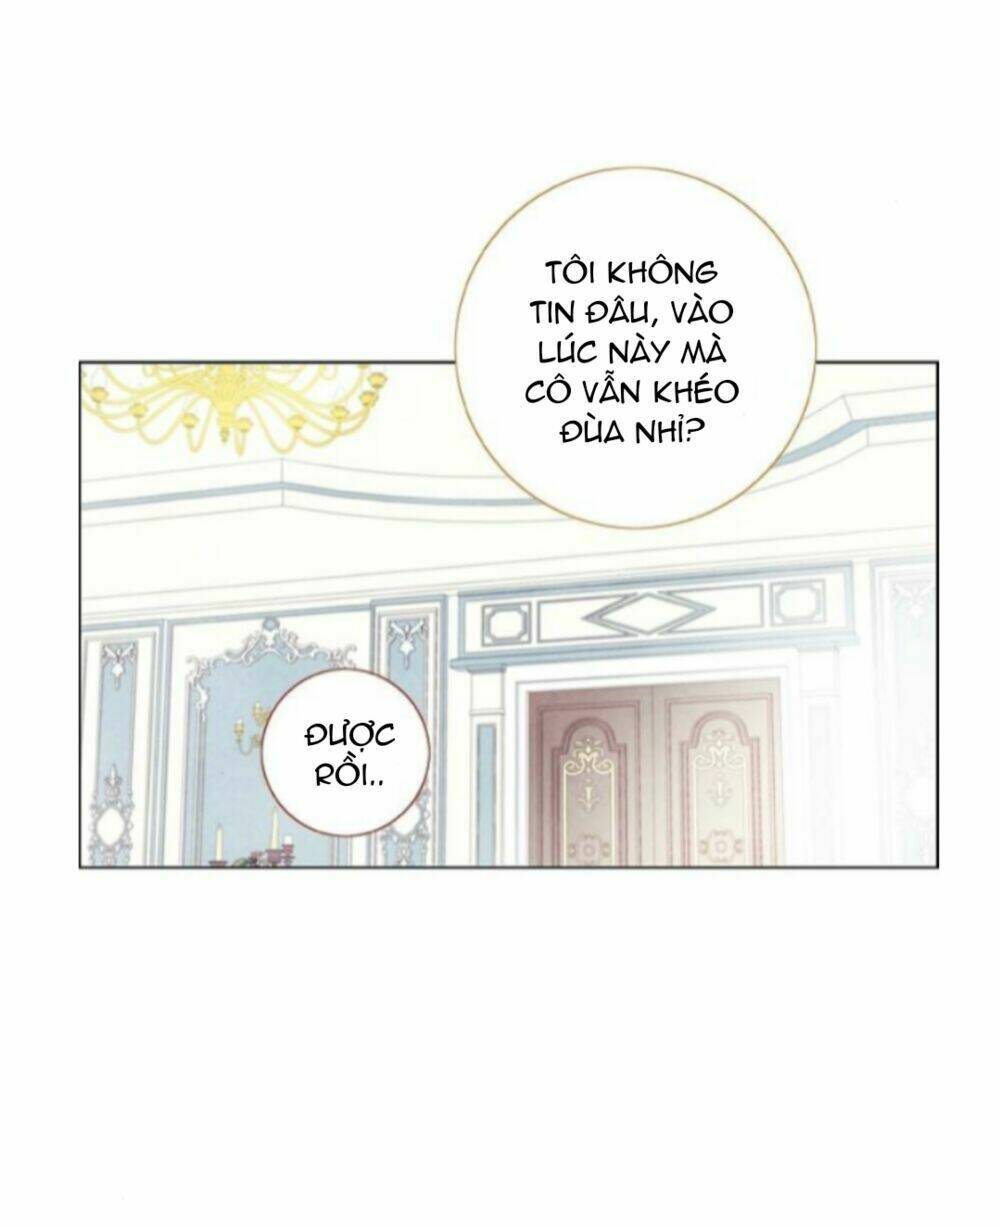 TÔI KHÔNG
TIN ĐÂU, VÀO
LÚC NÀY MÀ
CÔ VẪN KHÉO
ĐÙA NHỈ?
ĐƯỢC
RỒI..